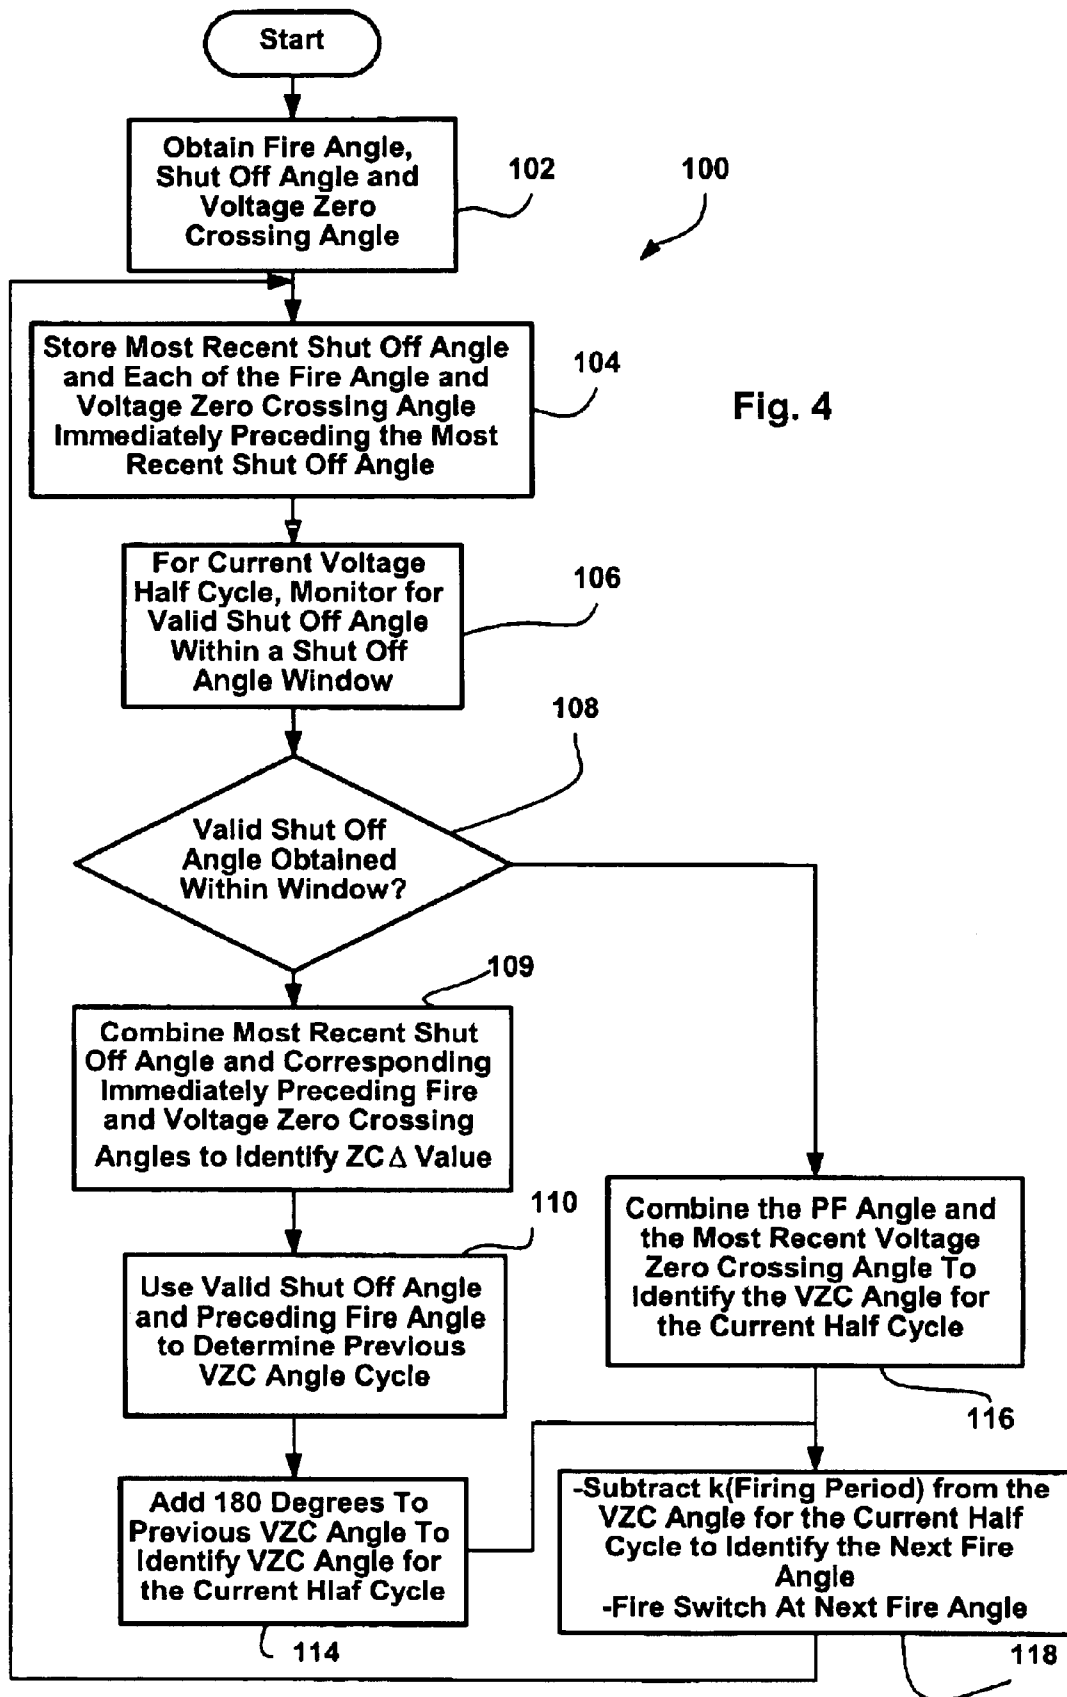 Start
Obtain Fire Angle,
Shut Off Angle and
Voltage Zero
Crossing Angle
102
100
Store Most Recent Shut Off Angle
and Each of the Fire Angle and
Voltage Zero Crossing Angle
Immediately Preceding the Most
Recent Shut Off Angle
104
Fig. 4
For Current Voltage
Half Cycle, Monitor for
Valid Shut Off Angle
Within a Shut Off
Angle Window
106
108
Valid Shut Off
Angle Obtained
Within Window?
109
Combine Most Recent Shut
Off Angle and Corresponding
Immediately Preceding Fire
and Voltage Zero Crossing
Angles to Identify ZC Δ Value
110
Use Valid Shut Off Angle
and Preceding Fire Angle
to Determine Previous
VZC Angle Cycle
Combine the PF Angle and
the Most Recent Voltage
Zero Crossing Angle To
Identify the VZC Angle for
the Current Half Cycle
116
Add 180 Degrees To
Previous VZC Angle To
Identify VZC Angle for
the Current Hlaf Cycle
114
-Subtract k(Firing Period) from the
VZC Angle for the Current Half
Cycle to Identify the Next Fire
Angle
-Fire Switch At Next Fire Angle
118